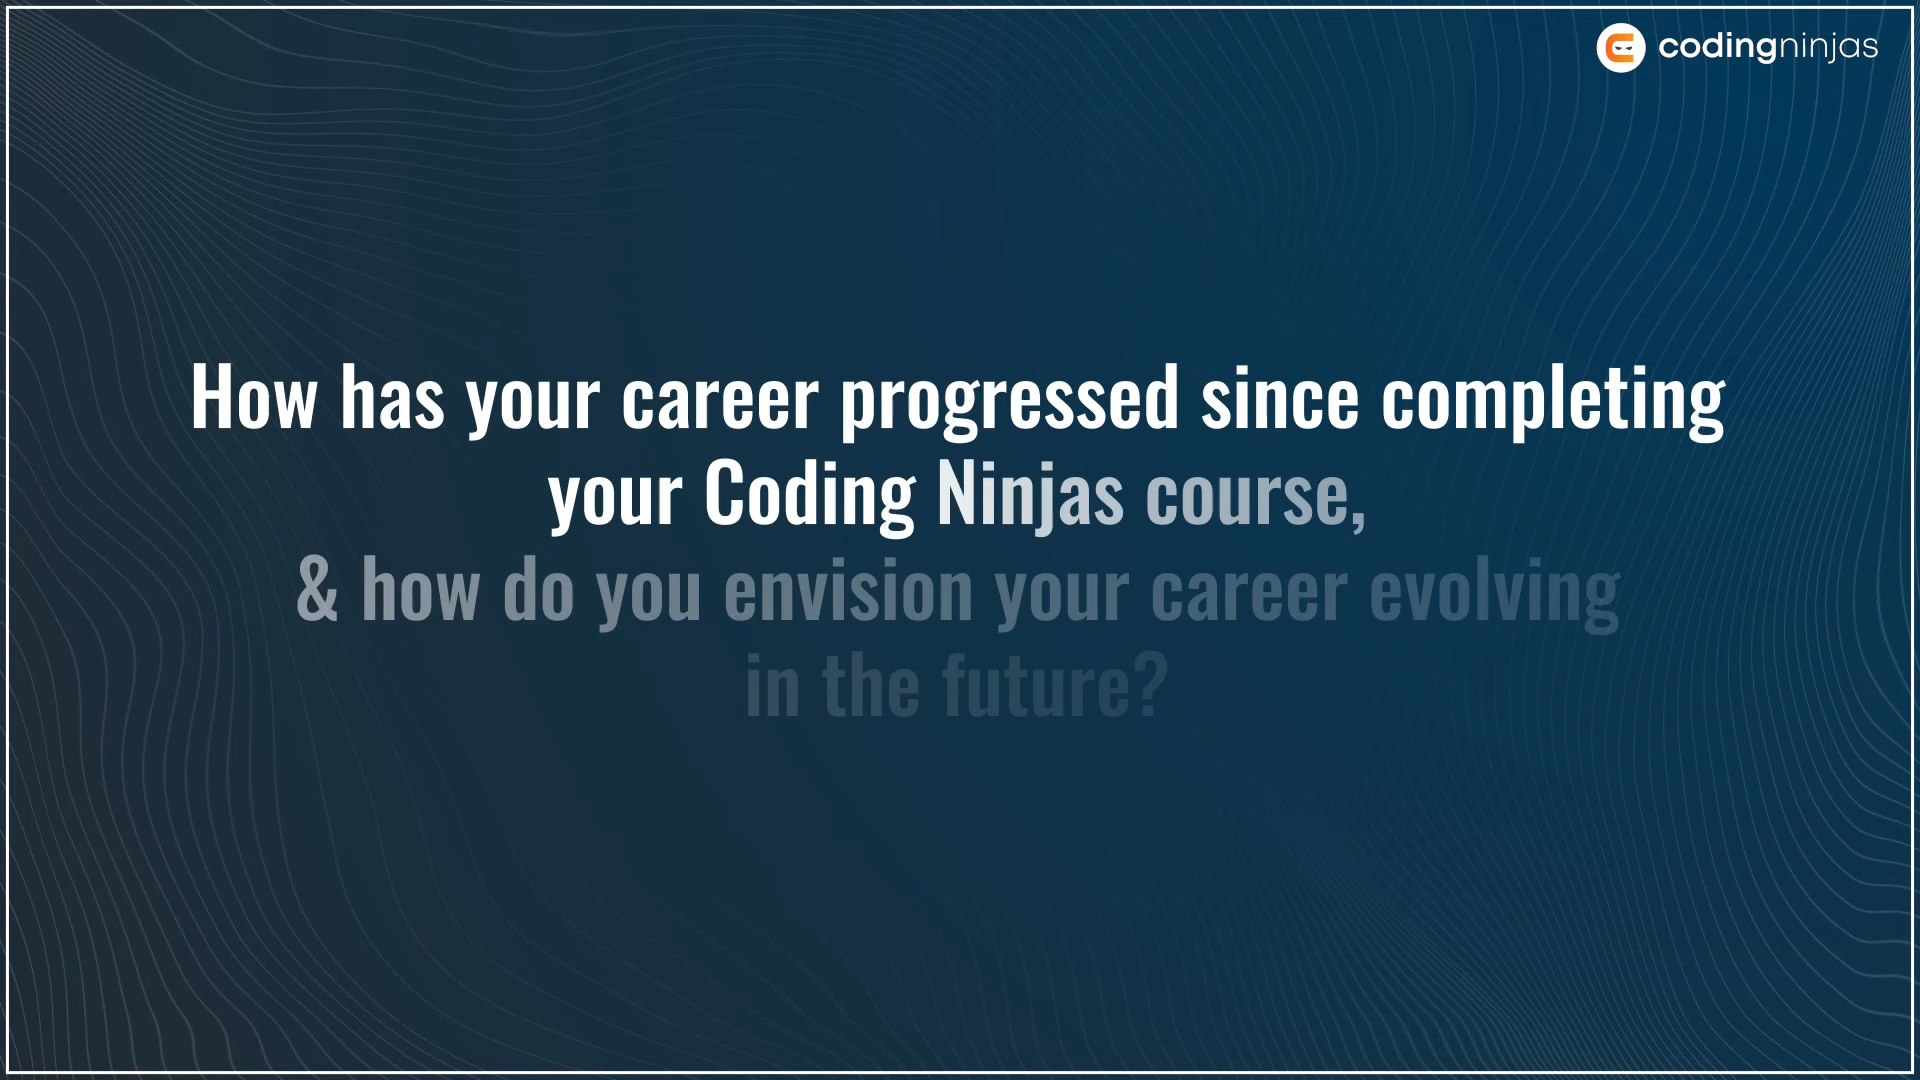 codingninjas
How has your career progressed since completing
your Coding Ninjas course,
& how do you envision your career evolving
in the future?